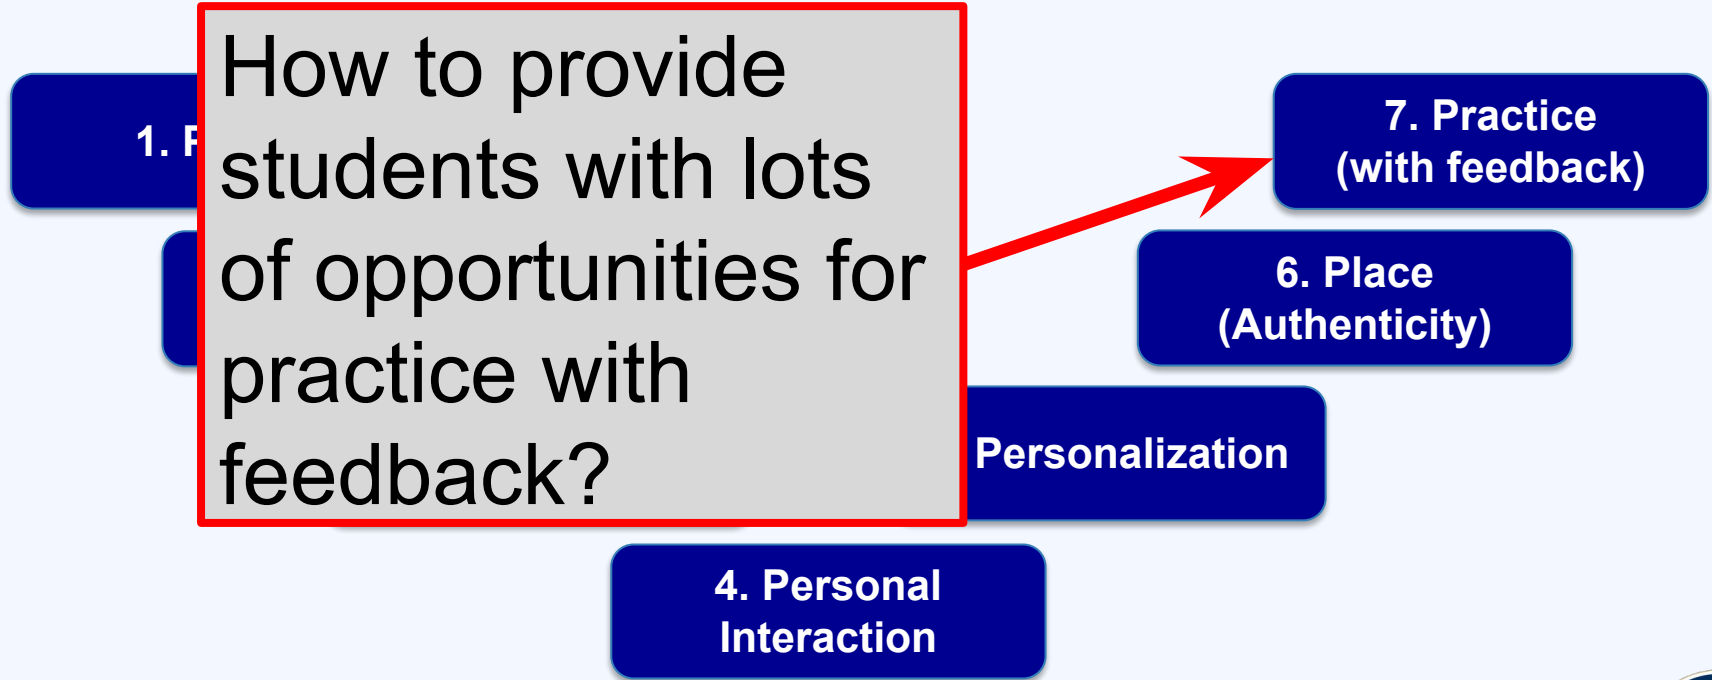 How to provide
students with lots
of opportunities for
practice with
feedback?
1.
7. Practice
(with feedback)
6. Place
(Authenticity)
Personalization
4. Personal
Interaction